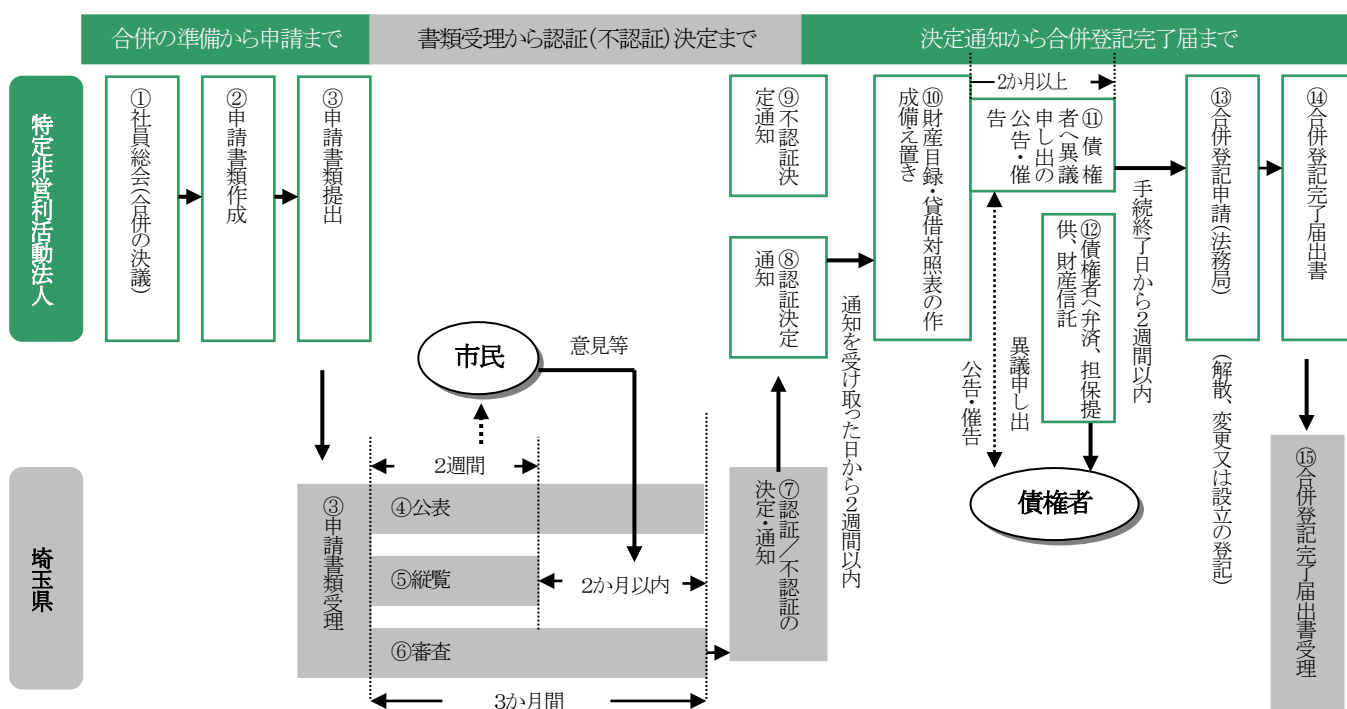 合併の準備から申請まで
書類受理から認証(不認証)決定まで
決定通知から合併登記完了届まで
特定非営利活動法人
①社員総会(合併の決議)
②申請書類作成
③申請書類提出
⑨不認証決
定通知
⑧認証決定
通知
通知を受け取った日から2週間以内
⑩財産目録・貸借対照表の作
成備え置き
2か月以上
⑪債権
者へ異議
申し出の
公告・催
告
⑫債権者へ弁済、担保提
供、財産信託
手続終了日から2週間以内
⑬合併登記申請(法務局)
(解散、変更又は設立の登記)
⑭合併登記完了届出書
市民
意見等
異議申し出
公告・催告
債権者
埼玉県
③申請書類受理
2週間
④公表
⑤縦覧
2か月以内
⑥審査
3か月間
⑦認証/不認証の
決定・通知
⑮合併登記完了届出書受理